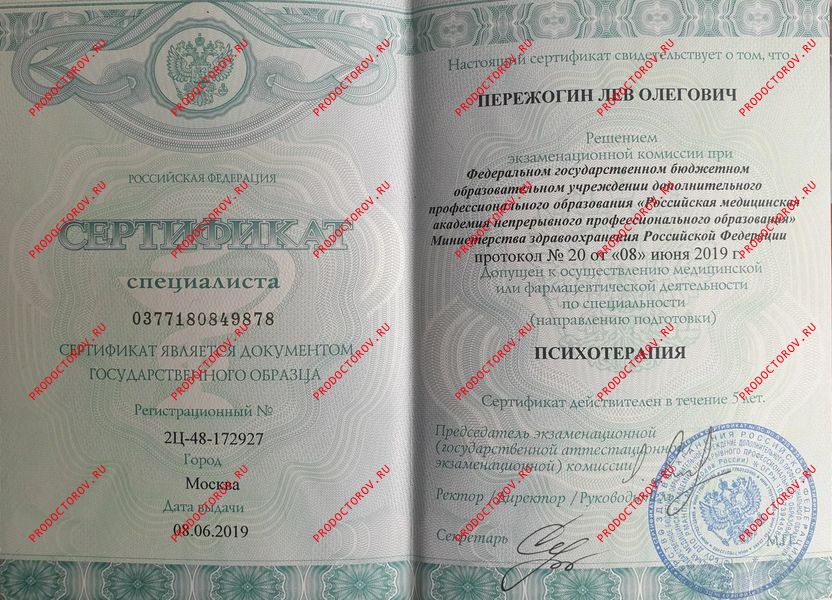 РОССИЙСКАЯ ФЕДЕРАЦИЯ
СЕРТИФИКАТ
специалиста
0377180849878
СЕРТИФИКАТ ЯВЛЯЕТСЯ ДОКУМЕНТОМ
ГОСУДАРСТВЕННОГО ОБРАЗЦА
Регистрационный №
2Ц-48-172927
Город
Москва
Дата выдачи
08.06.2019
Настоящий сертификат свидетельствует о том, что
ПЕРЕЖОГИН ЛЕВ ОЛЕГОВИЧ
Решением
экзаменационной комиссии при
Федеральном государственном бюджетном
образовательном учреждении дополнительного
профессионального образования «Российская медицинская
академия непрерывного профессионального образования»
Министерства здравоохранения Российской Федерации
протокол № 20 от «08» июня 2019 г.
Допущен к осуществлению медицинской
или фармацевтической деятельности
по специальности
(направлению подготовки)
ПСИХОТЕРАПИЯ
Сертификат действителен в течение 5 лет.
Председатель экзаменационной
(государственной аттестационной
экзаменационной) комиссии
Ректор (Директор / Руководитель)
Секретарь
М.П.
PRODOCTOROV.RU